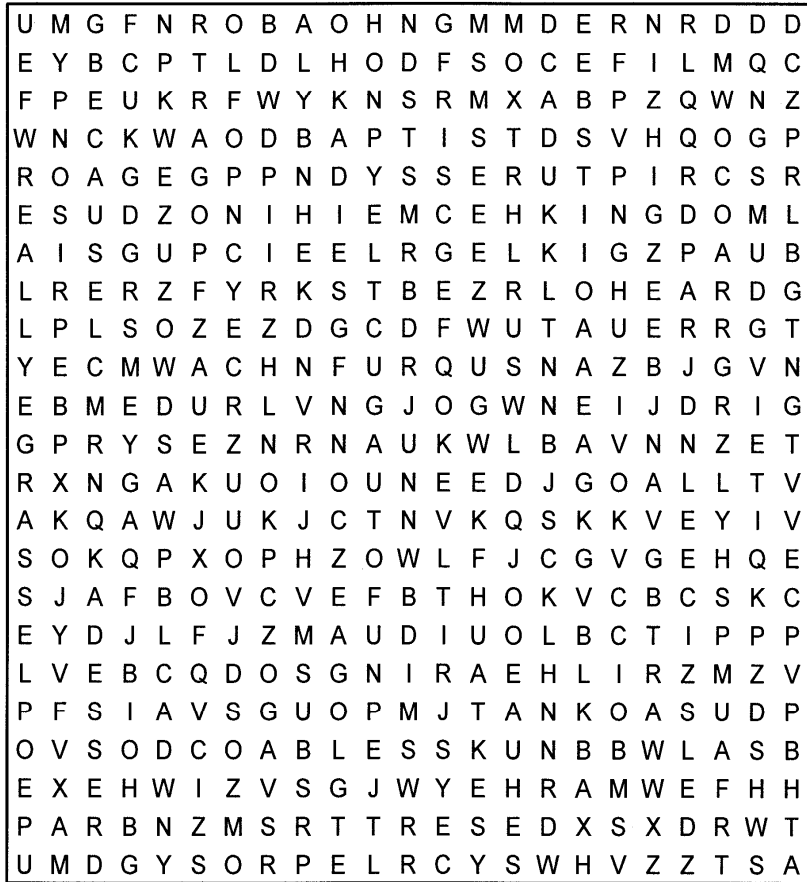 U M G F N R O B A O H N G M M D E R N R D D D
E Y B C P T L D L H O D F S O C E F I L M Q C
F P E U K R F W Y K N S R M X A B P Z Q W N Z
W N C K W A O D B A P T I S T D S V H Q O G P
R O A G E G P P N D Y S S E R U T P I R C S R
E S U D Z O N I H I E M C E H K I N G D O M L
A I S G U P C I E E L R G E L K I G Z P A U B
L R E R Z F Y R K S T B E Z R L O H E A R D G
L P L S O Z E Z D G C D F W U T A U E R R G T
Y E C M W A C H N F U R Q U S N A Z B J G V N
E B M E D U R L V N G J O G W N E I J D R I G
G P R Y S E Z N R N A U K W L B A V N N Z E T
R X N G A K U O I O U N E E D J G O A L L T V
A K Q A W J U K J C T N V K Q S K K V E Y I V
S O K Q P X O P H Z O W L F J C G V G E H Q E
S J A F B O V C V E F B T H O K V C B C S K C
E Y D J L F J Z M A U D I U O L B C T I P P P
L V E B C Q D O S G N I R A E H L I R Z M Z V
P F S I A V S G U O P M J T A N K O A S U D P
O V S O D C O A B L E S S K U N B B W L A S B
E X E H W I Z V S G J W Y E H R A M W E F H H
P A R B N Z M S R T T R E S E D X S X D R W T
U M D G Y S O R P E L R C Y S W H V Z Z T S A